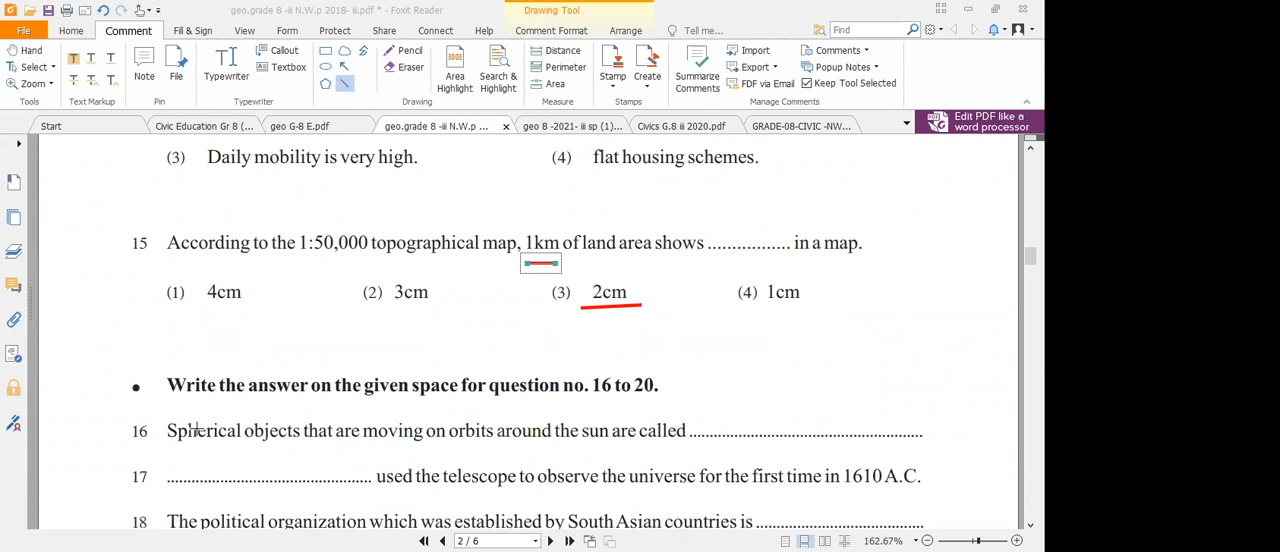 geo.grade 8 -ii N.W.p 2018- iii.pdf * - Foxit Reader
Drawing Tool
File Home Comment Fill & Sign View Form Protect Share Connect Help Comment Format Arrange Tell me... Find
Hand
Select
Zoom
Tools
T T T
T T T
Text Markup
Note
File
Pin
Typewriter
Callout
Textbox
Typewriter
Pencil
Eraser
Drawing
Area
Highlight
Search &
Highlight
Distance
Perimeter
Area
Measure
Stamp
Create
Stamps
Summarize
Comments
Import
Export
FDF via Email
Comments
Popup Notes
Keep Tool Selected
Manage Comments
Start Civic Education Gr 8 (... geo G-8 E.pdf geo.grade 8 -ii N.W.p ... geo 8 -2021- ii sp (1)... Civics G.8 ii 2020.pdf GRADE-08-CIVIC -NW...
Edit PDF like a
word processor
(3) Daily mobility is very high. (4) flat housing schemes.
15 According to the 1:50,000 topographical map, 1km of land area shows ................. in a map.
(1) 4cm (2) 3cm (3) 2cm (4) 1cm
• Write the answer on the given space for question no. 16 to 20.
16 Spherical objects that are moving on orbits around the sun are called ...................................................
17 ............................................. used the telescope to observe the universe for the first time in 1610 A.C.
18 The political organization which was established by South Asian countries is ....................................
2 / 6 162.67%